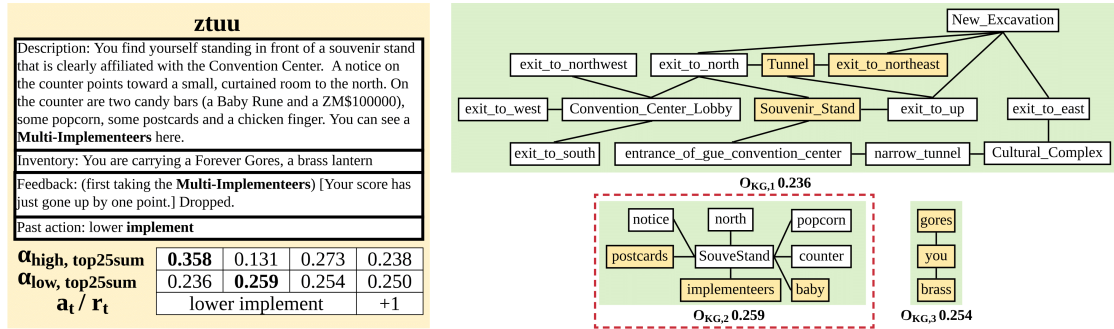 ztuu
Description: You find yourself standing in front of a souvenir stand
that is clearly affiliated with the Convention Center. A notice on
the counter points toward a small, curtained room to the north. On
the counter are two candy bars (a Baby Rune and a ZM$100000),
some popcorn, some postcards and a chicken finger. You can see a
Multi-Implementeers here.
Inventory: You are carrying a Forever Gores, a brass lantern
Feedback: (first taking the Multi-Implementeers) [Your score has
just gone up by one point.] Dropped.
Past action: lower implement
αhigh, top25sum 0.358 0.131 0.273 0.238
αlow, top25sum 0.236 0.259 0.254 0.250
at / rt lower implement +1
New_Excavation
exit_to_northwest exit_to_north Tunnel exit_to_northeast
exit_to_west Convention_Center_Lobby Souvenir_Stand exit_to_up exit_to_east
exit_to_south entrance_of_gue_convention_center narrow_tunnel Cultural_Complex
OKG,1 0.236
notice north popcorn
postcards SouveStand counter
implementeers baby
OKG,2 0.259
gores
you
brass
OKG,3 0.254